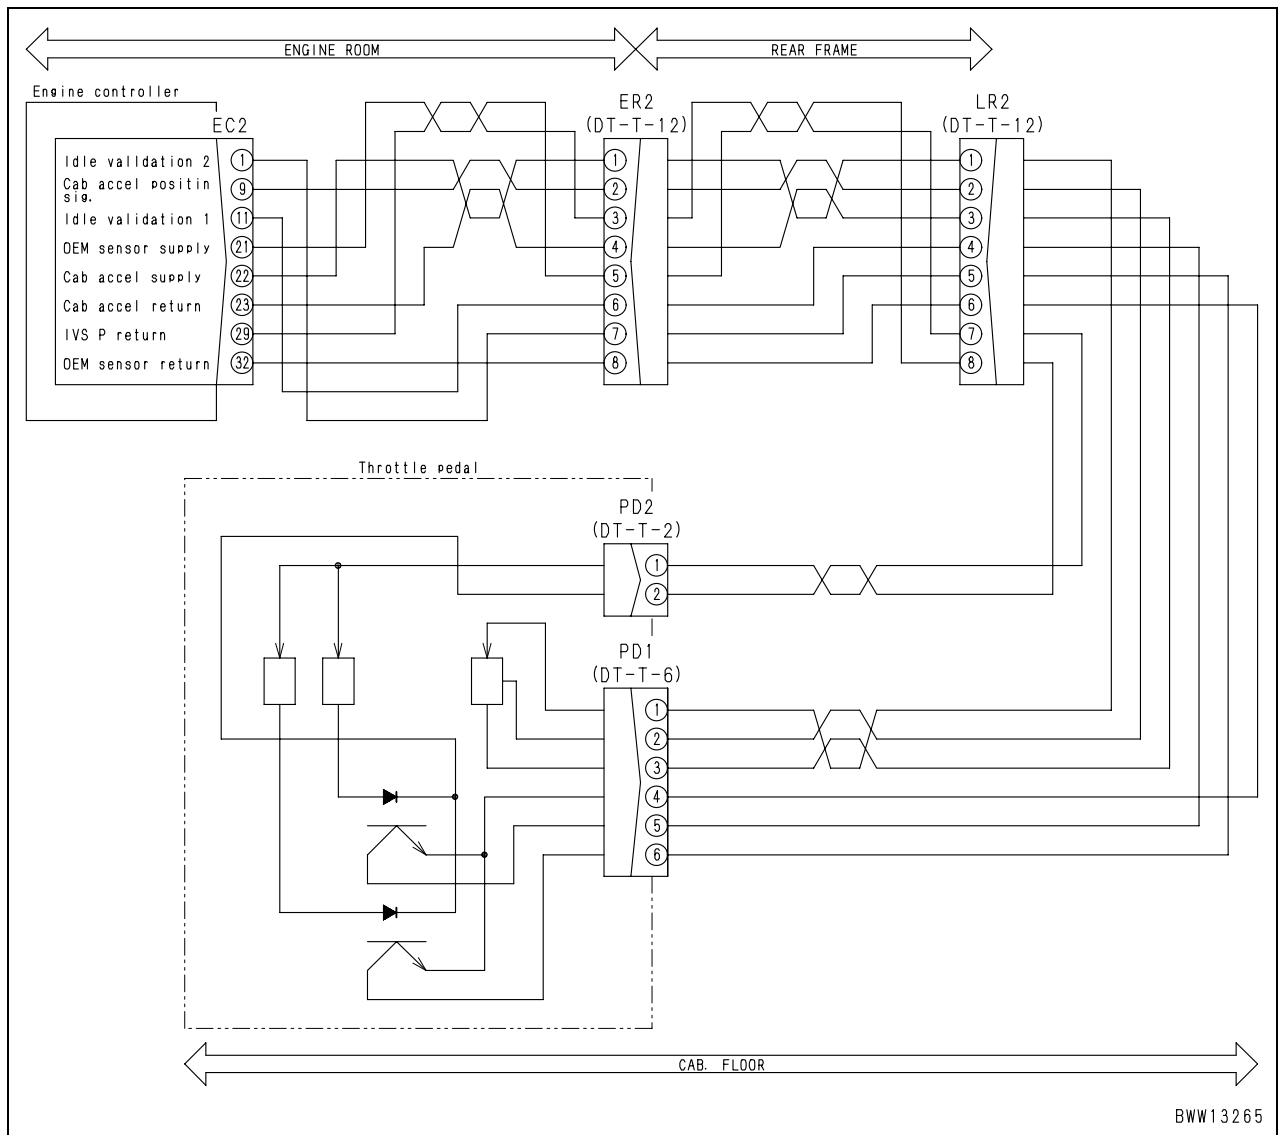 ENGINE ROOM
REAR FRAME
Engine controller
EC2
ER2
(DT-T-12)
LR2
(DT-T-12)
Idle valldation 2 1
Cab accel positin
sig. 9
Idle validation 1 11
OEM sensor supply 21
Cab accel supply 22
Cab accel return 23
IVS P return 29
OEM sensor return 32
1
2
3
4
5
6
7
8
1
2
3
4
5
6
7
8
Throttle pedal
PD2
(DT-T-2)
1
2
PD1
(DT-T-6)
1
2
3
4
5
6
CAB. FLOOR
BWW13265